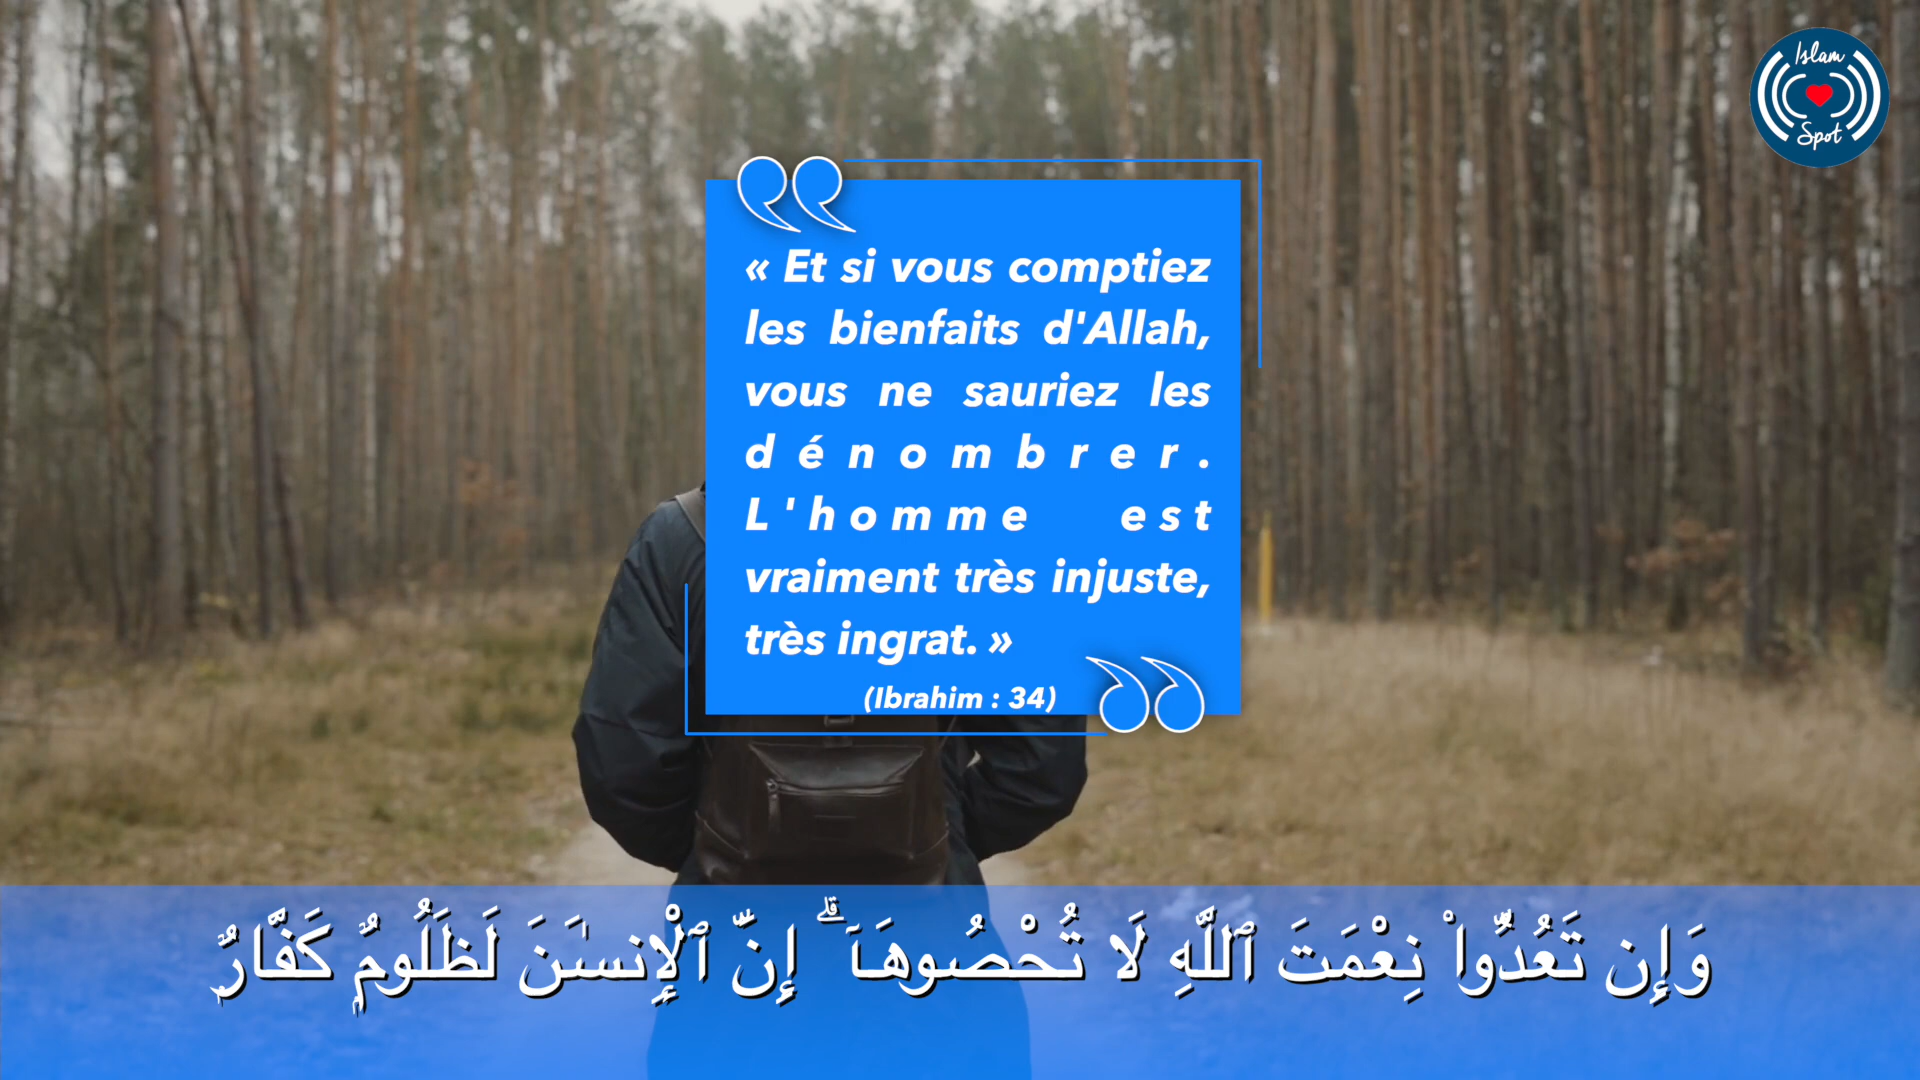 Islam
Spot
« Et si vous comptiez
les bienfaits d'Allah,
vous ne sauriez les
dénombrer.
L'homme est
vraiment très injuste,
très ingrat. »
(Ibrahim : 34)
وَإِن تَعُدُّوا۟ نِعْمَتَ ٱللَّهِ لَا تُحْصُوهَآ ۗ إِنَّ ٱلْإِنسَٰنَ لَظَلُومٌ كَفَّارٌ